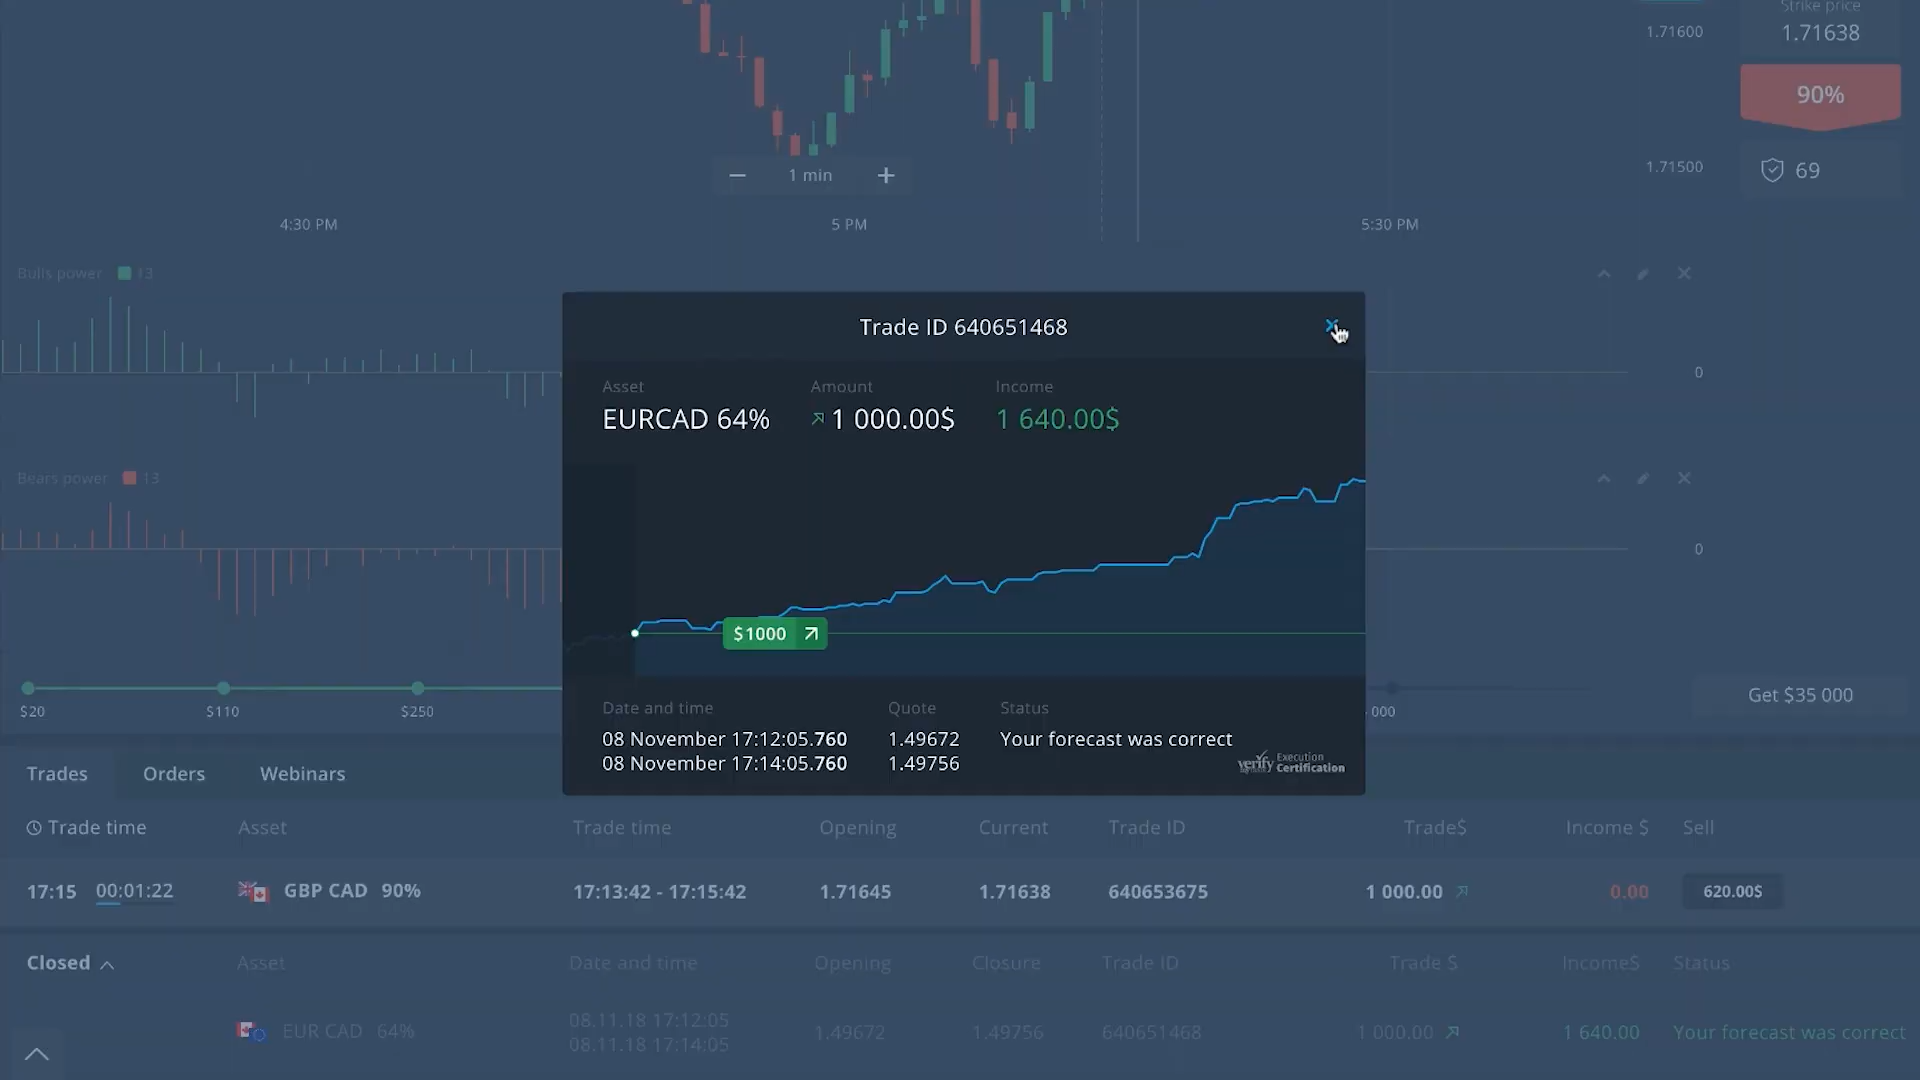 Strike price
1.71600
1.71638
90%
1.71500
69
1 min
4:30 PM
5 PM
5:30 PM
Bulls power 13
0
Bears power 13
0
Trade ID 640651468
Asset Amount Income
EURCAD 64% 1 000.00$ 1 640.00$
$1000
Date and time Quote Status
08 November 17:12:05.760 1.49672 Your forecast was correct
08 November 17:14:05.760 1.49756
verify Execution
Certification
$20 $110 $250 000
Get $35 000
Trades Orders Webinars
Trade time Asset Trade time Opening Current Trade ID Trade$ Income $ Sell
17:15 00:01:22 GBP CAD 90% 17:13:42 - 17:15:42 1.71645 1.71638 640653675 1 000.00 0.00 620.00$
Closed Asset Date and time Opening Closure Trade ID Trade $ Income$ Status
EUR CAD 64% 08.11.18 17:12:05 1.49672 1.49756 640651468 1 000.00 1 640.00 Your forecast was correct
08.11.18 17:14:05